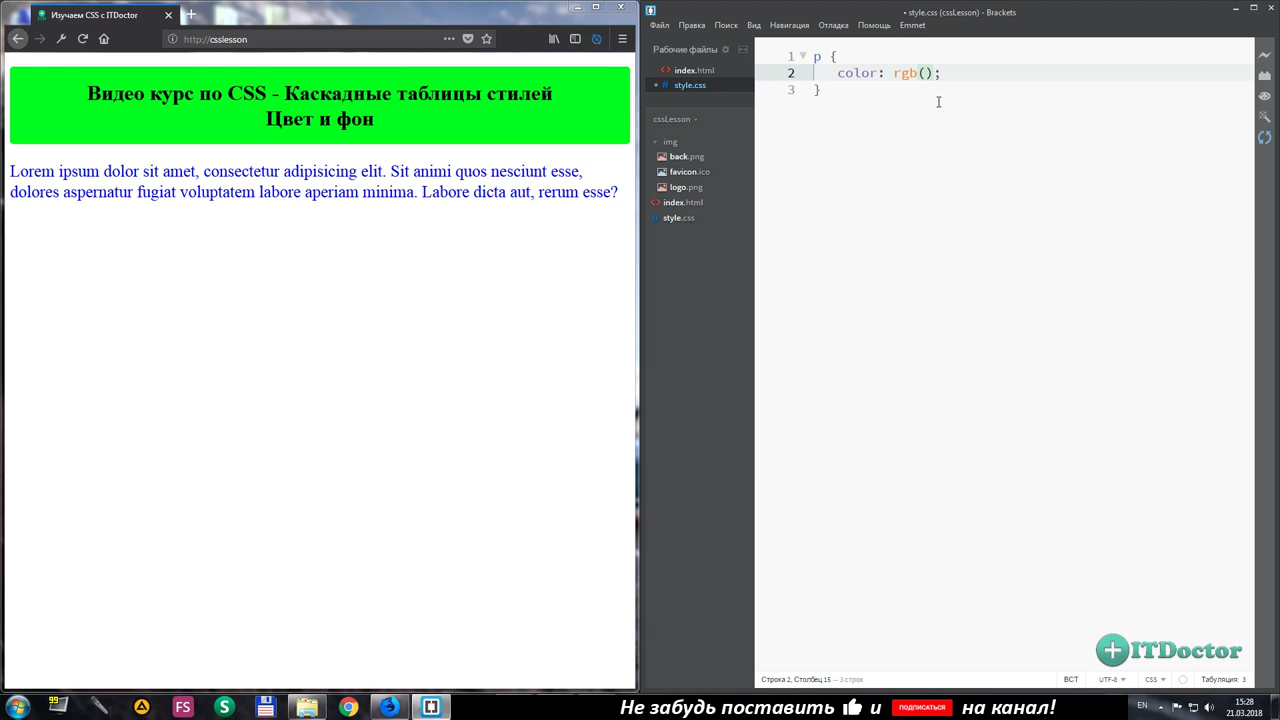 Изучаем CSS с ITDoctor
http://csslesson
Видео курс по CSS - Каскадные таблицы стилей
Цвет и фон
Lorem ipsum dolor sit amet, consectetur adipisicing elit. Sit animi quos nesciunt esse,
dolores aspernatur fugiat voluptatem labore aperiam minima. Labore dicta aut, rerum esse?
• style.css (cssLesson) - Brackets
Файл Правка Поиск Вид Навигация Отладка Помощь Emmet
Рабочие файлы
index.html
style.css
cssLesson
img
back.png
favicon.ico
logo.png
index.html
style.css
1 p {
2 color: rgb();
3 }
ITDoctor
Строка 2, Столбец 15 — 3 строк
ВСТ UTF-8 CSS Табуляция: 3
99 FS S
Не забудь поставить и ПОДПИСАТЬСЯ на канал!
EN
15:28
21.03.2018